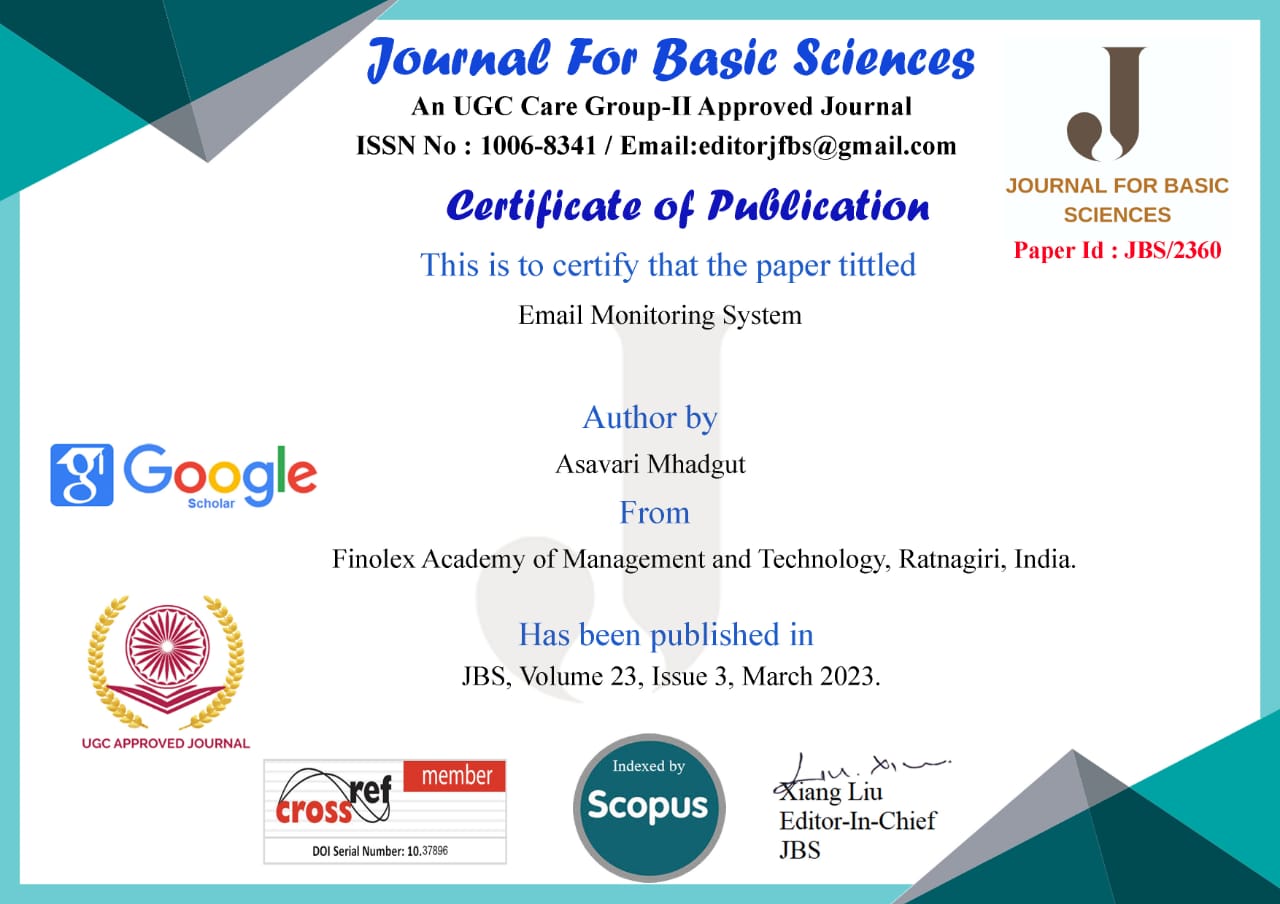 Journal For Basic Sciences
An UGC Care Group-II Approved Journal
ISSN No : 1006-8341 / Email:editorjfbs@gmail.com
JOURNAL FOR BASIC
SCIENCES
Paper Id : JBS/2360
Certificate of Publication
This is to certify that the paper tittled
Email Monitoring System
Author by
Asavari Mhadgut
From
Finolex Academy of Management and Technology, Ratnagiri, India.
Google
Scholar
Has been published in
JBS, Volume 23, Issue 3, March 2023.
UGC APPROVED JOURNAL
crossref
member
DOI Serial Number: 10.37896
Indexed by
Scopus
Liu. Xi
Xiang Liu
Editor-In-Chief
JBS